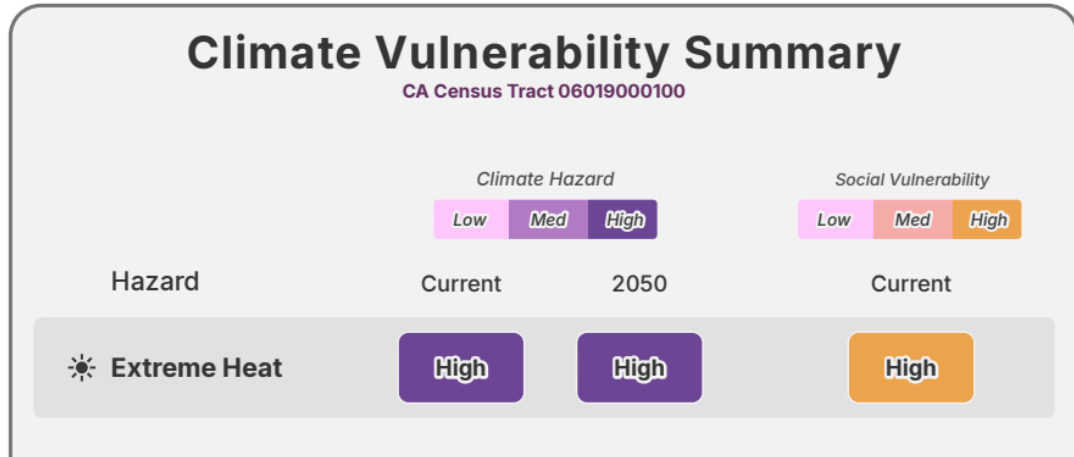 Climate Vulnerability Summary
CA Census Tract 06019000100
Climate Hazard Social Vulnerability
Low Med High Low Med High
Hazard Current 2050 Current
Extreme Heat High High High